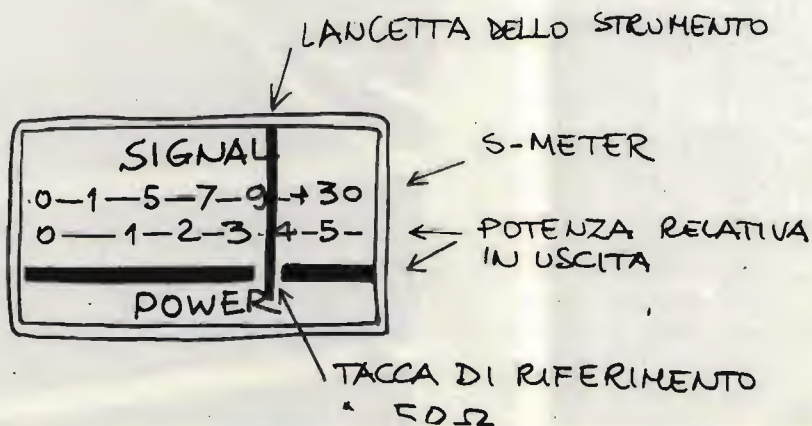 LANCETTA DELLO STRUMENTO
SIGNAL
S-METER
0—1—5—7—9—+30
0——1—2—3-4-5-
POTENZA RELATIVA
IN USCITA
POWER
TACCA DI RIFERIMENTO
50Ω